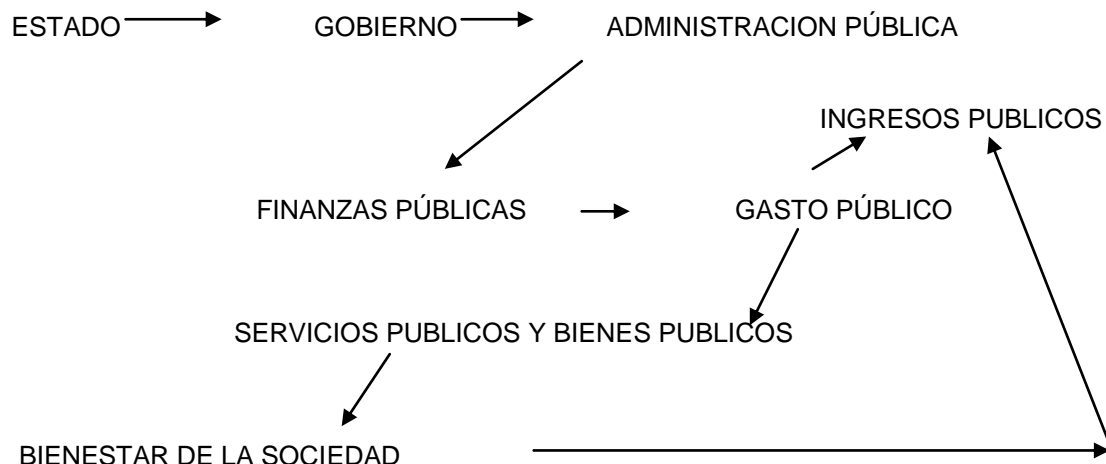 ESTADO GOBIERNO ADMINISTRACION PÚBLICA
INGRESOS PUBLICOS
FINANZAS PÚBLICAS GASTO PÚBLICO
SERVICIOS PUBLICOS Y BIENES PUBLICOS
BIENESTAR DE LA SOCIEDAD